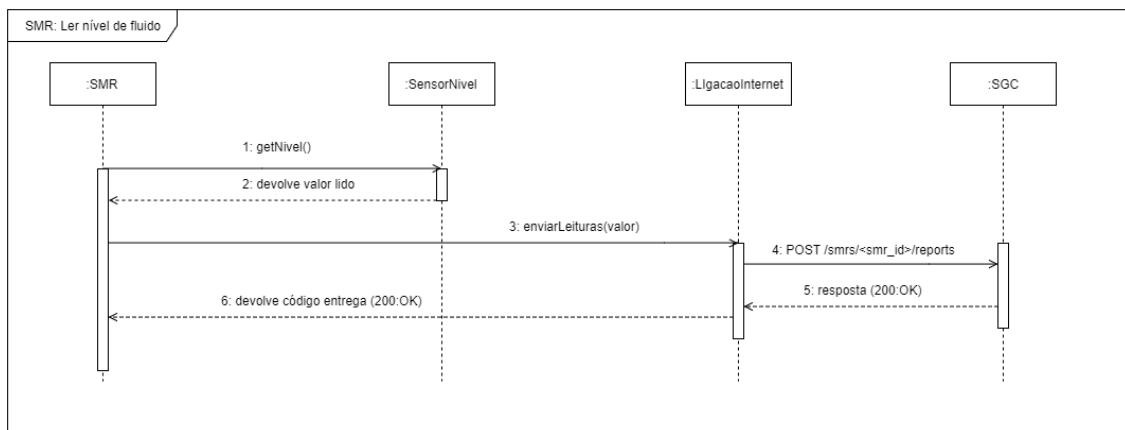 SMR: Ler nível de fluido
:SMR
:SensorNivel
:LIgacaoInternet
:SGC
1: getNivel()
2: devolve valor lido
3: enviarLeituras(valor)
4: POST /smrs/<smr_id>/reports
5: resposta (200:OK)
6: devolve código entrega (200:OK)